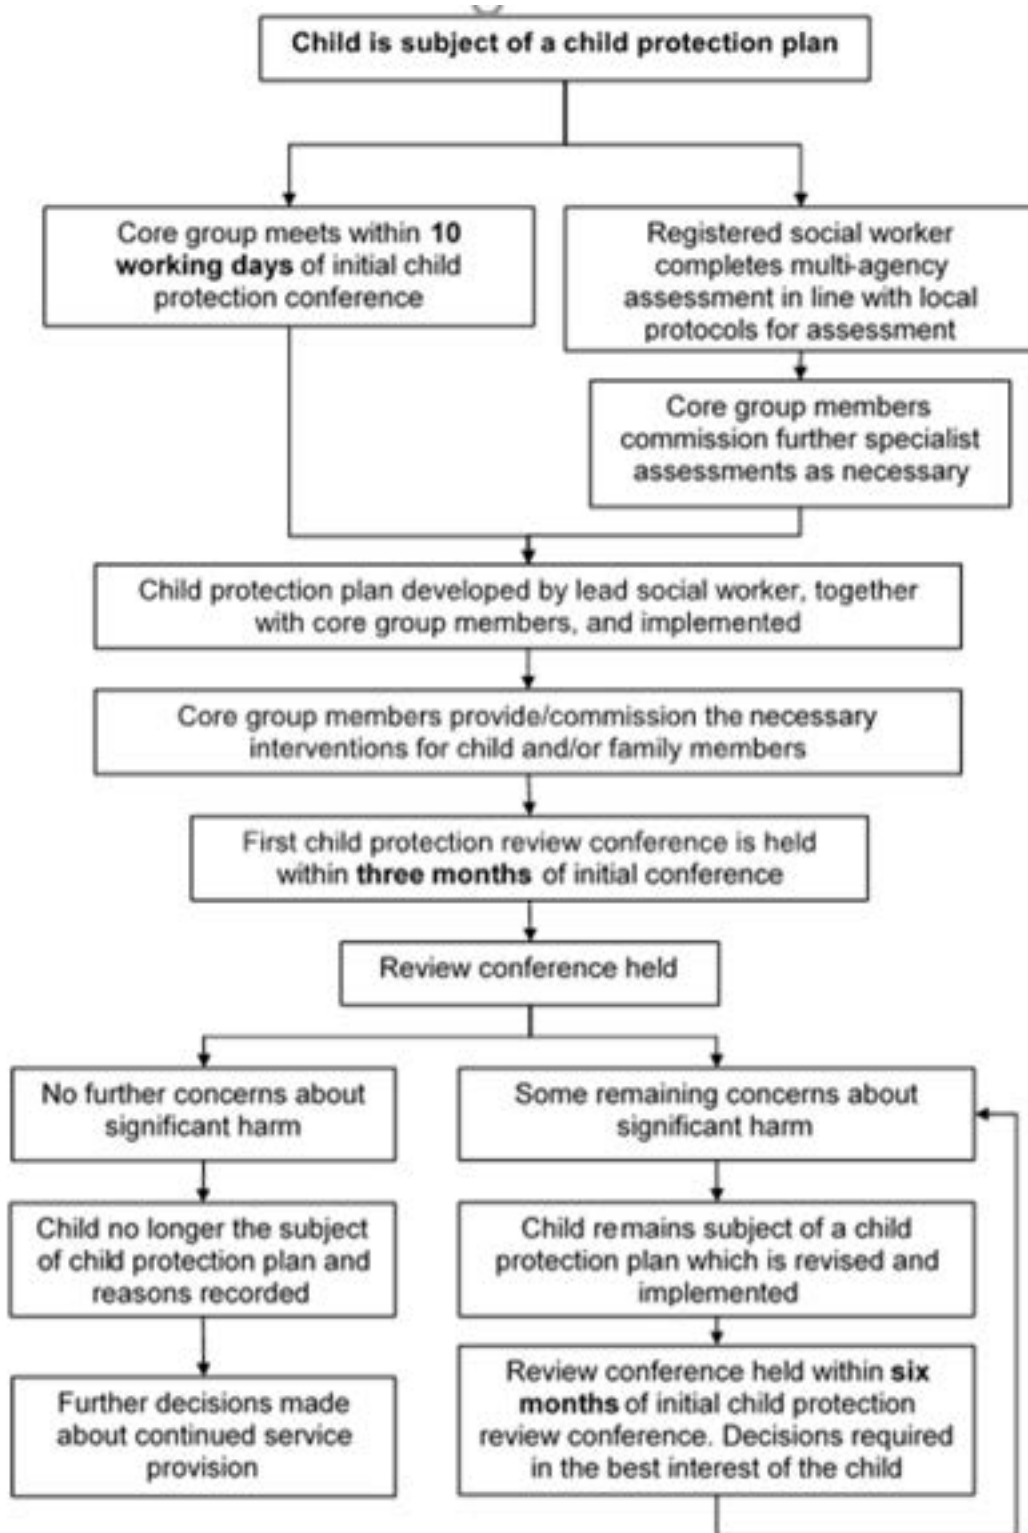 Child is subject of a child protection plan
Core group meets within 10
working days of initial child
protection conference
Registered social worker
completes multi-agency
assessment in line with local
protocols for assessment
Core group members
commission further specialist
assessments as necessary
Child protection plan developed by lead social worker, together
with core group members, and implemented
Core group members provide/commission the necessary
interventions for child and/or family members
First child protection review conference is held
within three months of initial conference
Review conference held
No further concerns about
significant harm
Some remaining concerns about
significant harm
Child no longer the subject
of child protection plan and
reasons recorded
Child remains subject of a child
protection plan which is revised and
implemented
Further decisions made
about continued service
provision
Review conference held within six
months of initial child protection
review conference. Decisions required
in the best interest of the child